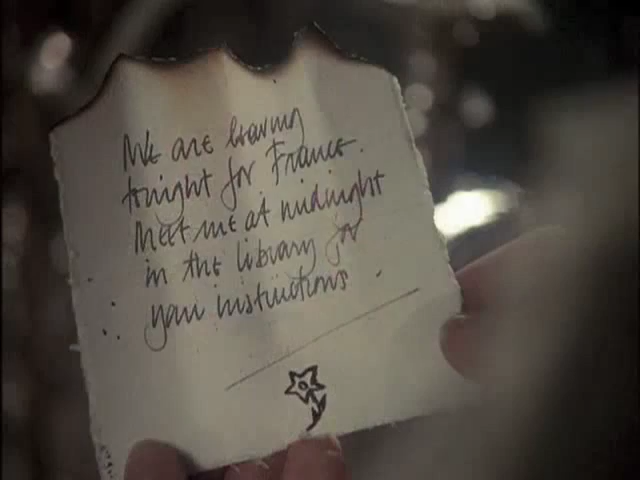 We are leaving
tonight for France.
Meet me at midnight
in the library for
your instructions.